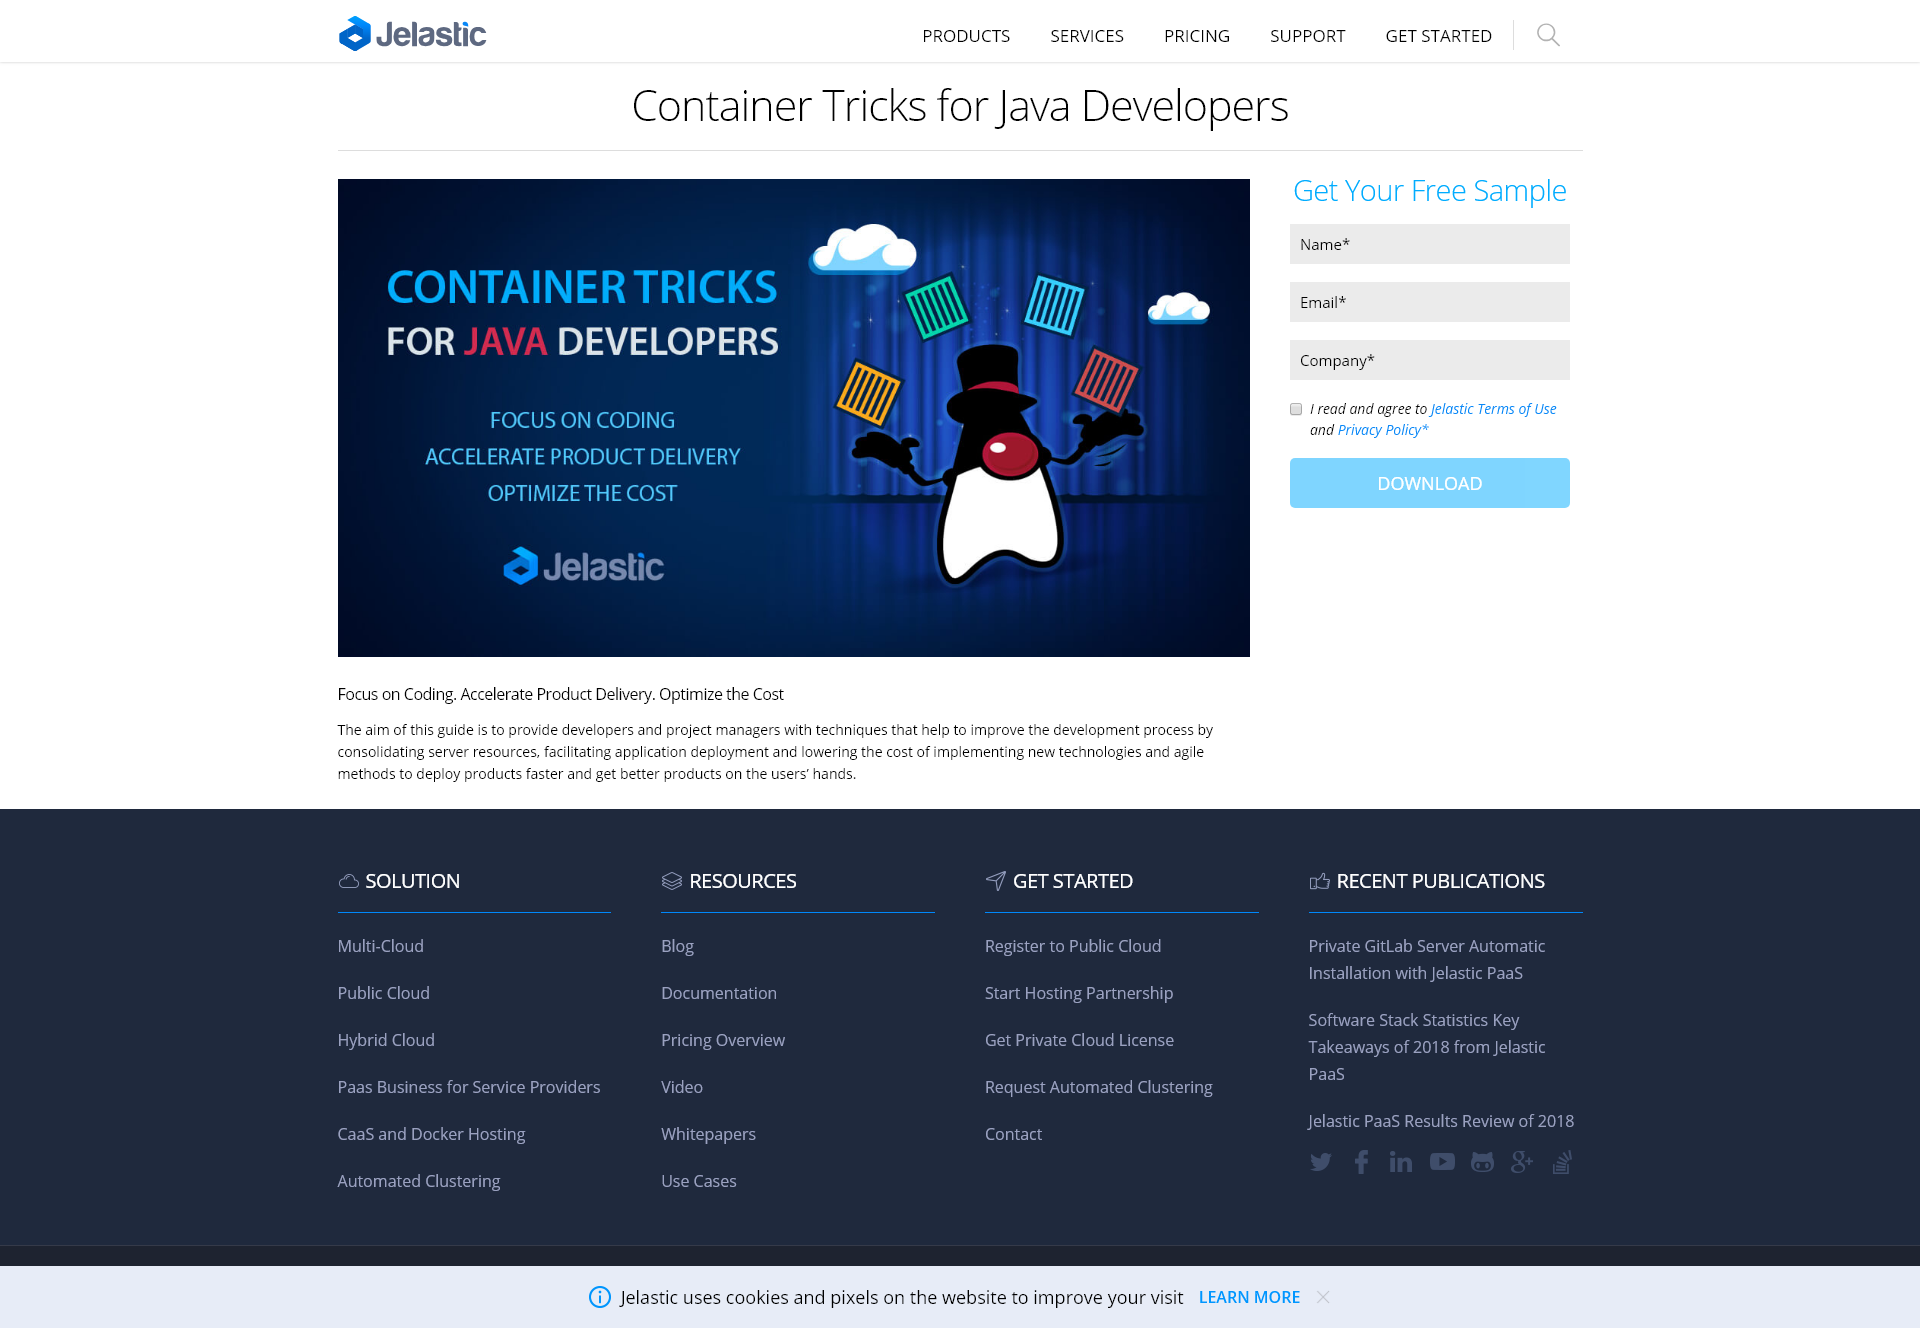 Jelastic
PRODUCTS
SERVICES
PRICING
SUPPORT
GET STARTED
Container Tricks for Java Developers
CONTAINER TRICKS
FOR JAVA DEVELOPERS
FOCUS ON CODING
ACCELERATE PRODUCT DELIVERY
OPTIMIZE THE COST
Jelastic
Get Your Free Sample
Name*
Email*
Company*
I read and agree to Jelastic Terms of Use
and Privacy Policy*
DOWNLOAD
Focus on Coding. Accelerate Product Delivery. Optimize the Cost
The aim of this guide is to provide developers and project managers with techniques that help to improve the development process by
consolidating server resources, facilitating application deployment and lowering the cost of implementing new technologies and agile
methods to deploy products faster and get better products on the users’ hands.
SOLUTION
Multi-Cloud
Public Cloud
Hybrid Cloud
Paas Business for Service Providers
CaaS and Docker Hosting
Automated Clustering
RESOURCES
Blog
Documentation
Pricing Overview
Video
Whitepapers
Use Cases
GET STARTED
Register to Public Cloud
Start Hosting Partnership
Get Private Cloud License
Request Automated Clustering
Contact
RECENT PUBLICATIONS
Private GitLab Server Automatic
Installation with Jelastic PaaS
Software Stack Statistics Key
Takeaways of 2018 from Jelastic
PaaS
Jelastic PaaS Results Review of 2018
Jelastic uses cookies and pixels on the website to improve your visit
LEARN MORE